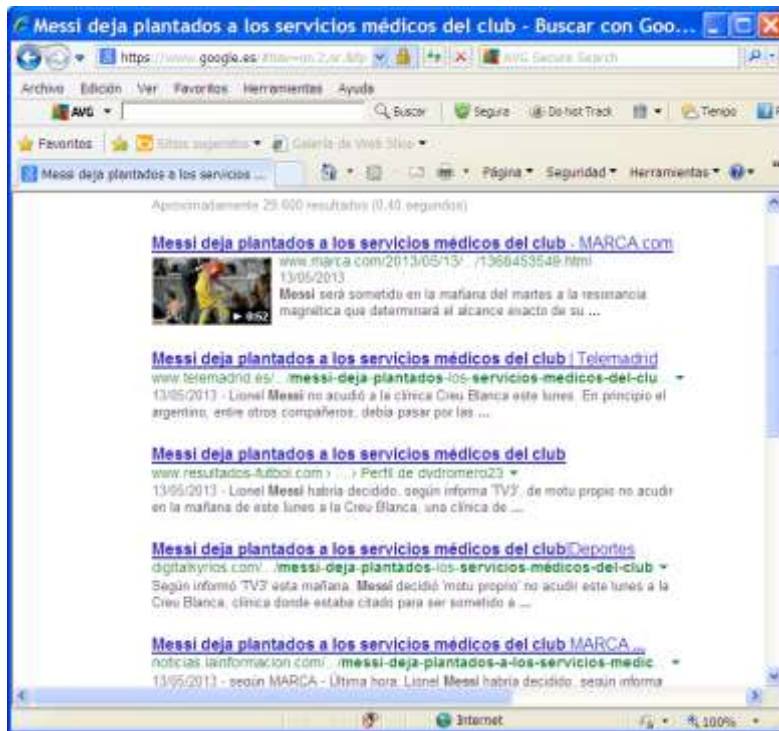 Messi deja plantados a los servicios médicos del club - Buscar con Goo...
https://www.google.es/
AVG Secure Search
Archivo Edición Ver Favoritos Herramientas Ayuda
AVG Buscar Segura Do Not Track Tiempo
Favoritos Sitios sugeridos Galería de Web Slice
Messi deja plantados a los servicios ... Página Seguridad Herramientas
Aproximadamente 29.600 resultados (0,40 segundos)
Messi deja plantados a los servicios médicos del club - MARCA.com
www.marca.com/2013/05/13/.../1368453549.html
13/05/2013
Messi será sometido en la mañana del martes a la resonancia
magnética que determinará el alcance exacto de su ...
0:52
Messi deja plantados a los servicios médicos del club | Telemadrid
www.telemadrid.es/.../messi-deja-plantados-los-servicios-medicos-del-clu...
13/05/2013 - Lionel Messi no acudió a la clínica Creu Blanca este lunes. En principio el
argentino, entre otros compañeros, debía pasar por las ...
Messi deja plantados a los servicios médicos del club
www.resultados-futbol.com › ... › Perfil de dvdromero23
13/05/2013 - Lionel Messi habría decidido, según informa 'TV3', de motu propio no acudir
en la mañana de este lunes a la Creu Blanca, una clínica de ...
Messi deja plantados a los servicios médicos del club|Deportes
digitalkyrios.com/.../messi-deja-plantados-los-servicios-medicos-del-club
Según informó 'TV3' esta mañana, Messi decidió 'motu propio' no acudir este lunes a la
Creu Blanca, clínica donde estaba citado para ser sometido a ...
Messi deja plantados a los servicios médicos del club MARCA ...
noticias.lainformacion.com/.../messi-deja-plantados-a-los-servicios-medic...
13/05/2013 - según MARCA - Última hora: Lionel Messi habría decidido, según informa
Internet 100%